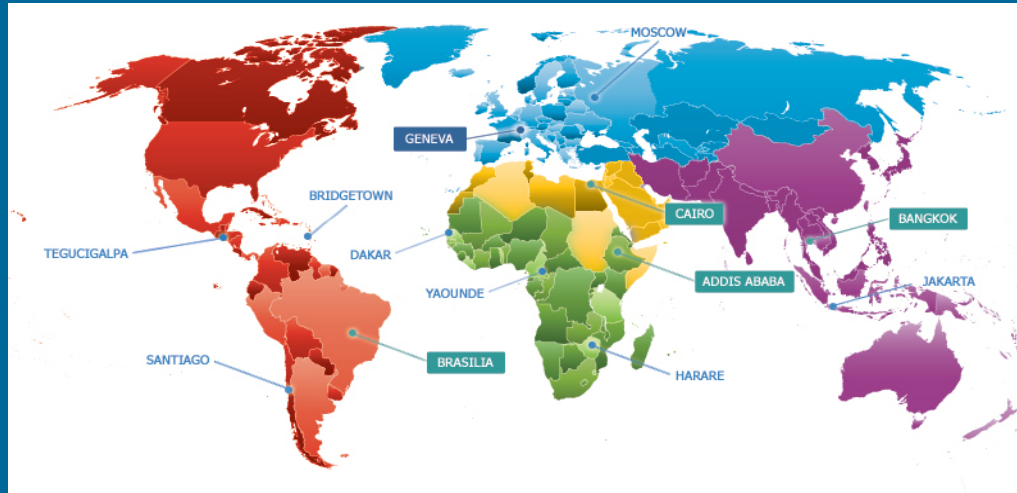 MOSCOW
GENEVA
BRIDGETOWN
CAIRO
BANGKOK
TEGUCIGALPA
DAKAR
ADDIS ABABA
JAKARTA
YAOUNDE
SANTIAGO
BRASILIA
HARARE